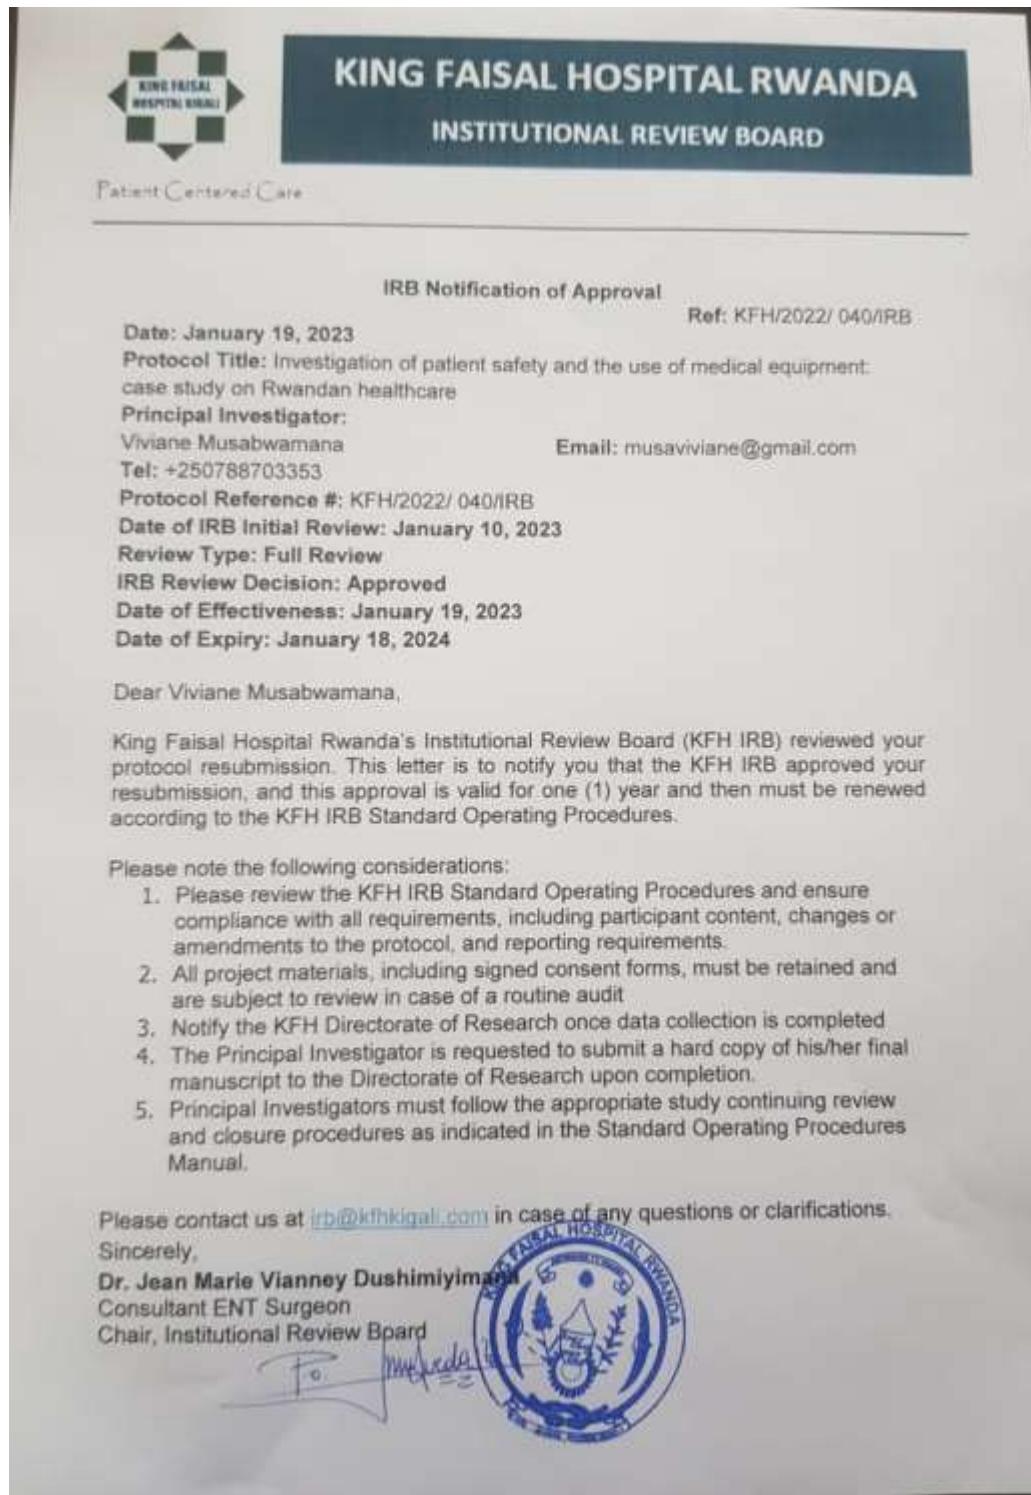 KING FAISAL
HOSPITAL KIGALI
KING FAISAL HOSPITAL RWANDA
INSTITUTIONAL REVIEW BOARD
Patient Centered Care
IRB Notification of Approval
Ref: KFH/2022/ 040/IRB
Date: January 19, 2023
Protocol Title: Investigation of patient safety and the use of medical equipment:
case study on Rwandan healthcare
Principal Investigator:
Viviane Musabwamana Email: musaviviane@gmail.com
Tel: +250788703353
Protocol Reference #: KFH/2022/ 040/IRB
Date of IRB Initial Review: January 10, 2023
Review Type: Full Review
IRB Review Decision: Approved
Date of Effectiveness: January 19, 2023
Date of Expiry: January 18, 2024
Dear Viviane Musabwamana,
King Faisal Hospital Rwanda's Institutional Review Board (KFH IRB) reviewed your
protocol resubmission. This letter is to notify you that the KFH IRB approved your
resubmission, and this approval is valid for one (1) year and then must be renewed
according to the KFH IRB Standard Operating Procedures.
Please note the following considerations:
1. Please review the KFH IRB Standard Operating Procedures and ensure
compliance with all requirements, including participant content, changes or
amendments to the protocol, and reporting requirements.
2. All project materials, including signed consent forms, must be retained and
are subject to review in case of a routine audit
3. Notify the KFH Directorate of Research once data collection is completed
4. The Principal Investigator is requested to submit a hard copy of his/her final
manuscript to the Directorate of Research upon completion.
5. Principal Investigators must follow the appropriate study continuing review
and closure procedures as indicated in the Standard Operating Procedures
Manual.
Please contact us at irb@kfhkigali.com in case of any questions or clarifications.
Sincerely,
Dr. Jean Marie Vianney Dushimiyimana
Consultant ENT Surgeon
Chair, Institutional Review Board
KING FAISAL HOSPITAL RWANDA